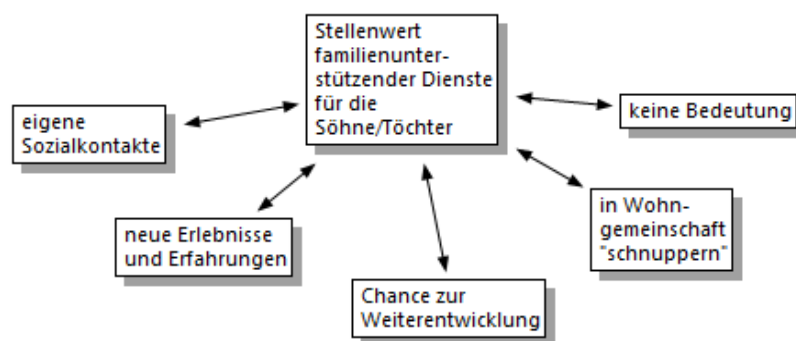 Stellenwert
familienunter-
stützender Dienste
für die
Söhne/Töchter
eigene
Sozialkontakte
keine Bedeutung
neue Erlebnisse
und Erfahrungen
in Wohn-
gemeinschaft
"schnuppern"
Chance zur
Weiterentwicklung